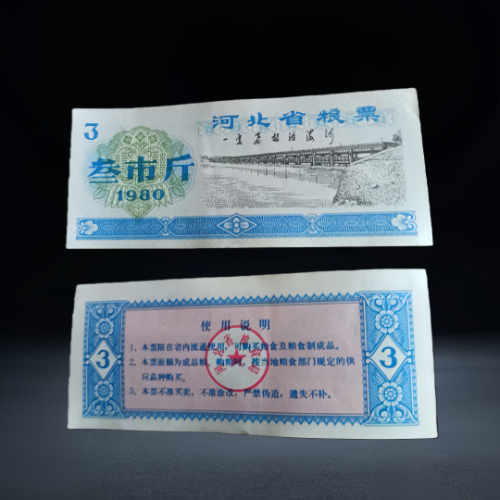 3
河北省粮票
一定要根治海河
叁市斤
1980
使用说明
1. 本票限在省内流通使用，可购买粮食及粮食制成品。
2. 本票面额为成品粮，购粮时，按当地粮食部门规定的供
应品种购买。
3. 本票不准买卖，不准涂改，严禁伪造，遗失不补。
3
3